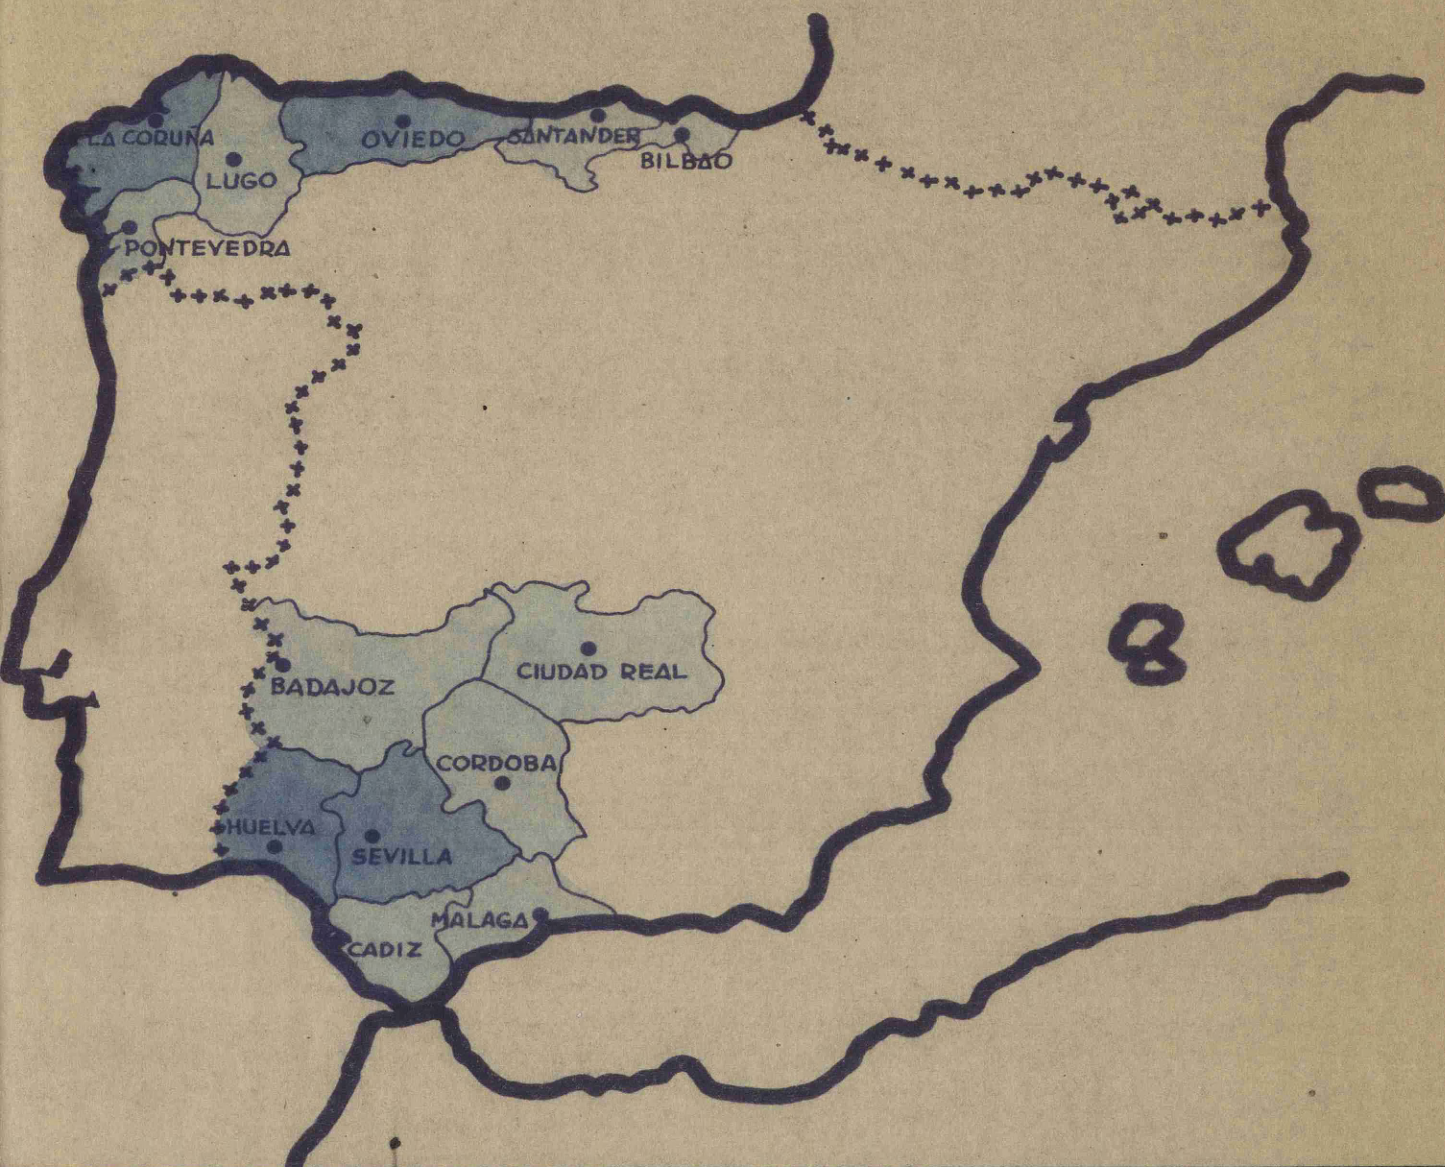 LA CORUÑA
LUGO
OVIEDO
SANTANDER
BILBAO
PONTEVEDRA
BADAJOZ
CIUDAD REAL
CORDOBA
HUELVA
SEVILLA
MALAGA
CADIZ